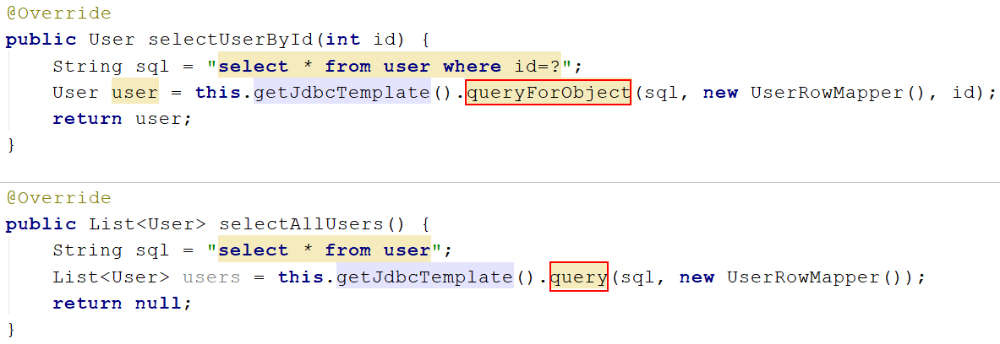 @Override
public User selectUserById(int id) {
    String sql = "select * from user where id=?";
    User user = this.getJdbcTemplate().queryForObject(sql, new UserRowMapper(), id);
    return user;
}
@Override
public List<User> selectAllUsers() {
    String sql = "select * from user";
    List<User> users = this.getJdbcTemplate().query(sql, new UserRowMapper());
    return null;
}